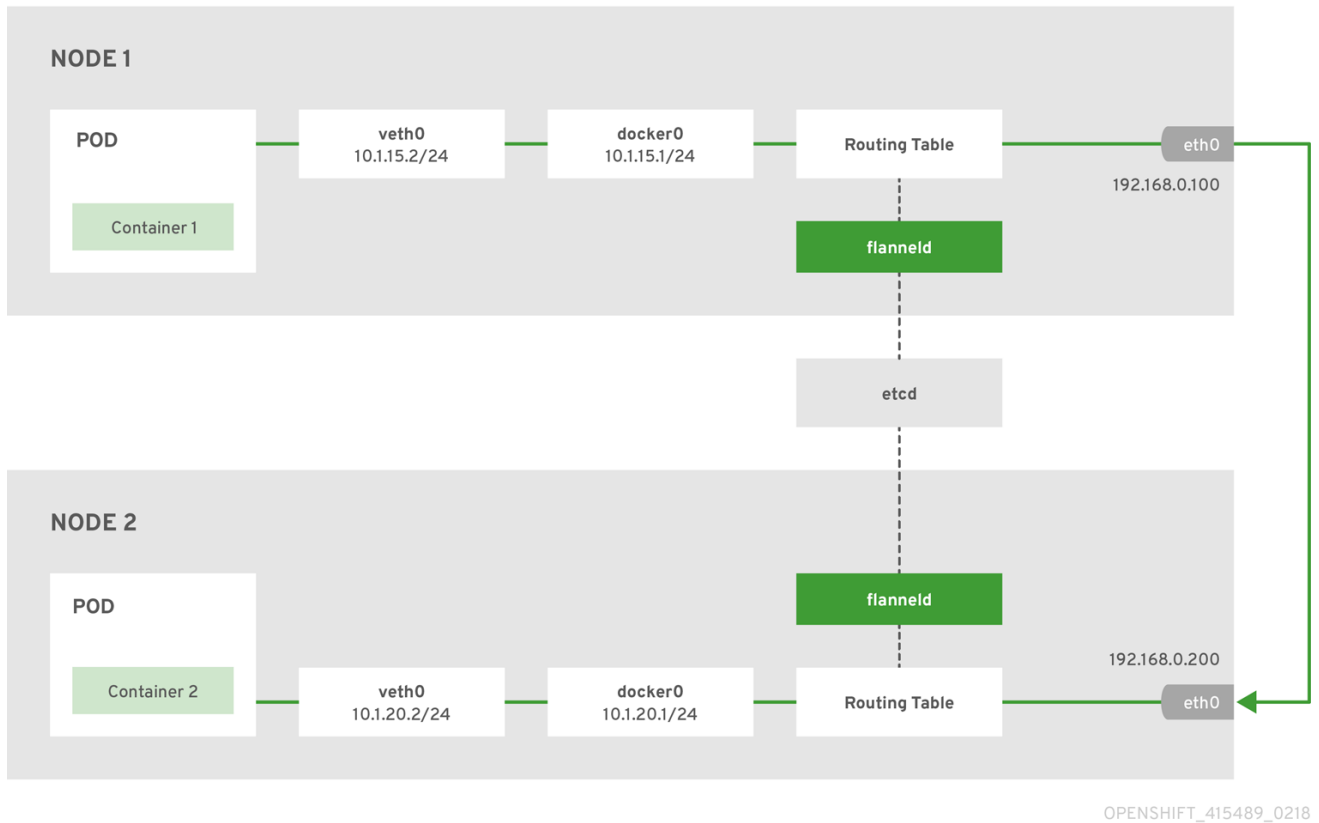 NODE 1
POD
Container 1
veth0
10.1.15.2/24
docker0
10.1.15.1/24
Routing Table
eth0
192.168.0.100
flanneld
etcd
NODE 2
POD
Container 2
veth0
10.1.20.2/24
docker0
10.1.20.1/24
flanneld
Routing Table
192.168.0.200
eth0
OPENSHIFT_415489_0218